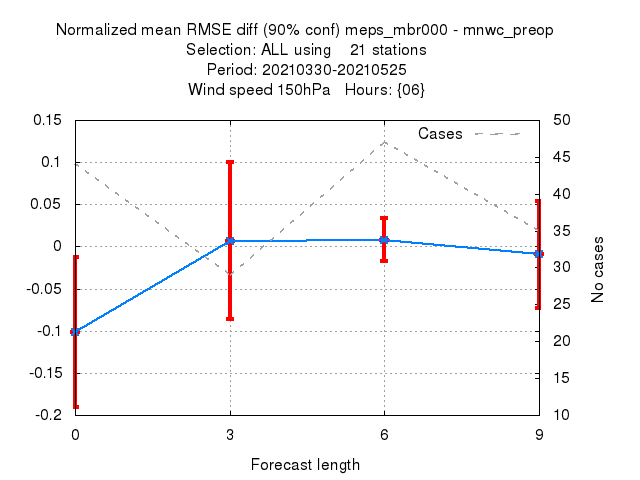 Normalized mean RMSE diff (90% conf) meps_mbr000 - mnwc_preop
Selection: ALL using 21 stations
Period: 20210330-20210525
Wind speed 150hPa Hours: {06}
Cases
0.15
0.1
0.05
0
-0.05
-0.1
-0.15
-0.2
50
45
40
35
30
25
20
15
10
No cases
0 3 6 9
Forecast length